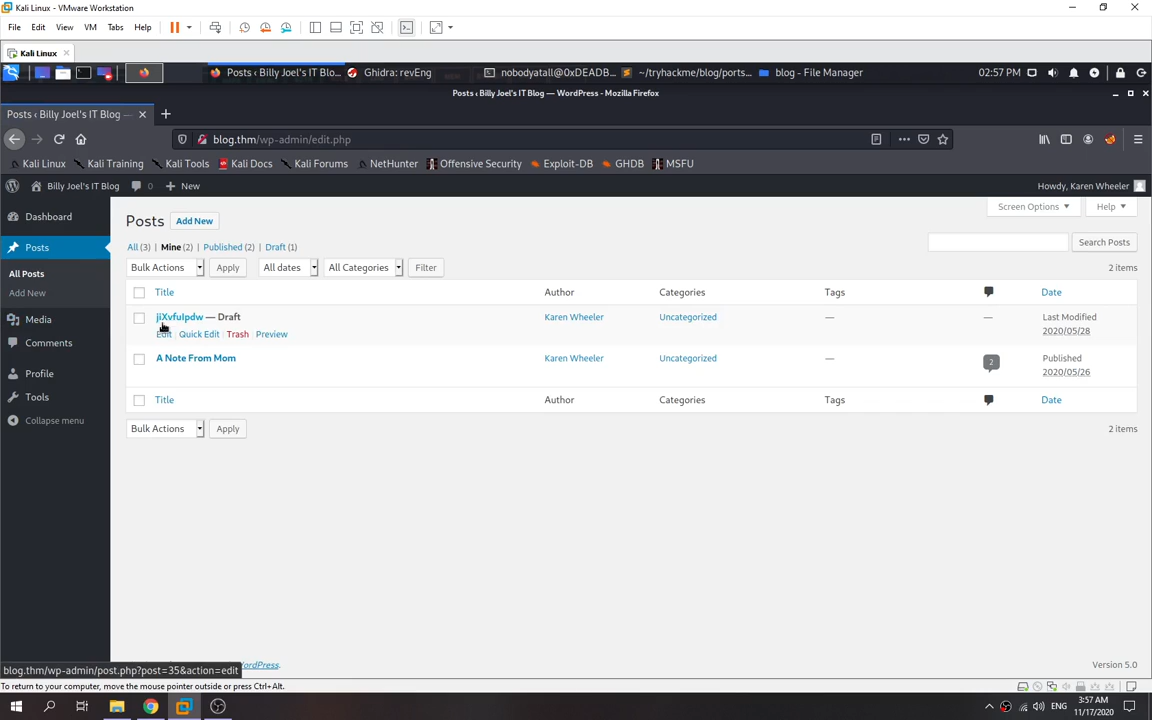 Kali Linux - VMware Workstation
File Edit View VM Tabs Help
Kali Linux
Posts ‹ Billy Joel's IT Blo... Ghidra: revEng nobodyatall@0xDEADB... ~/tryhackme/blog/ports... blog - File Manager 02:57 PM
Posts ‹ Billy Joel's IT Blog — WordPress - Mozilla Firefox
Posts ‹ Billy Joel's IT Blog —
blog.thm/wp-admin/edit.php
Kali Linux Kali Training Kali Tools Kali Docs Kali Forums NetHunter Offensive Security Exploit-DB GHDB MSFU
Billy Joel's IT Blog 0 New Howdy, Karen Wheeler
Dashboard
Posts
All Posts
Add New
Media
Comments
Profile
Tools
Collapse menu
Screen Options Help
Posts Add New
All (3) | Mine (2) | Published (2) | Draft (1)
Search Posts
Bulk Actions Apply All dates All Categories Filter 2 items
Title Author Categories Tags Date
jiXvfuIpdw — Draft Karen Wheeler Uncategorized — — Last Modified
Edit | Quick Edit | Trash | Preview 2020/05/28
A Note From Mom Karen Wheeler Uncategorized — 2 Published
2020/05/26
Title Author Categories Tags Date
Bulk Actions Apply 2 items
WordPress. Version 5.0
blog.thm/wp-admin/post.php?post=35&action=edit
To return to your computer, move the mouse pointer outside or press Ctrl+Alt.
ENG 3:57 AM
11/17/2020